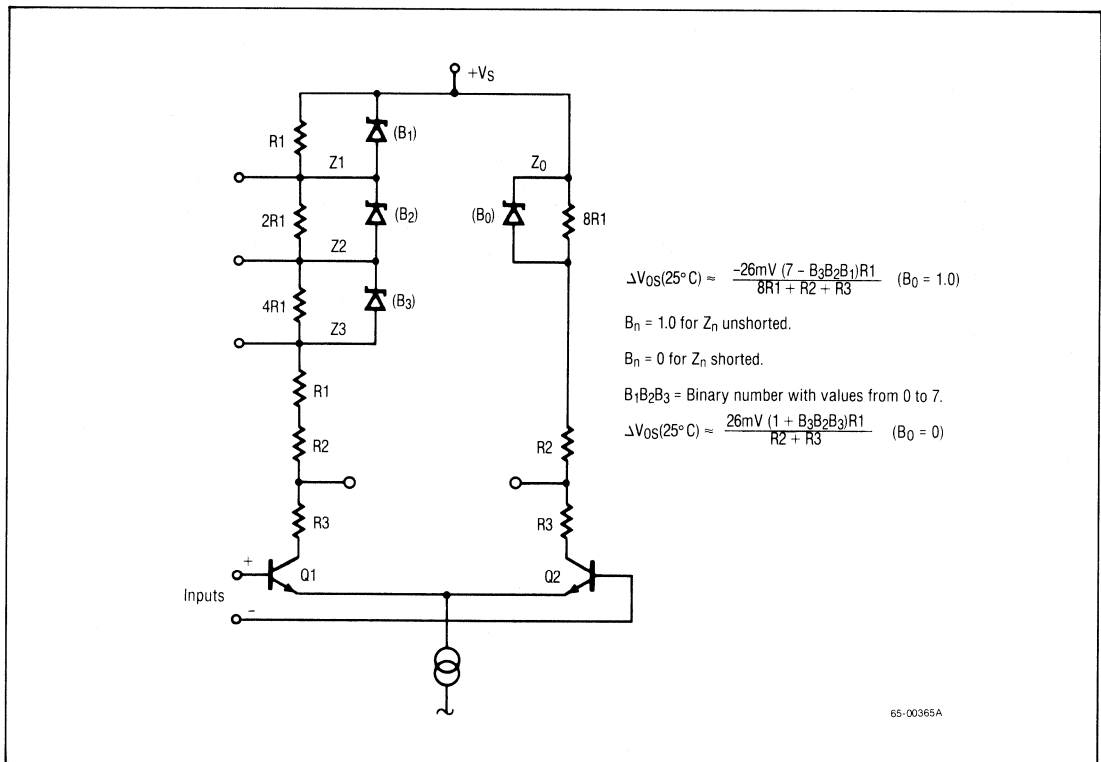 +VS
R1
(B1)
Z1
Z0
2R1
(B2)
(B0)
8R1
Z2
4R1
(B3)
Z3
ΔVOS(25°C) ≈ -26mV (7 - B3B2B1)R1 / 8R1 + R2 + R3 (B0 = 1.0)
Bn = 1.0 for Zn unshorted.
Bn = 0 for Zn shorted.
B1B2B3 = Binary number with values from 0 to 7.
ΔVOS(25°C) ≈ 26mV (1 + B3B2B3)R1 / R2 + R3 (B0 = 0)
R1
R2
R2
R3
R3
+
Q1
Q2
Inputs
-
65-00365A